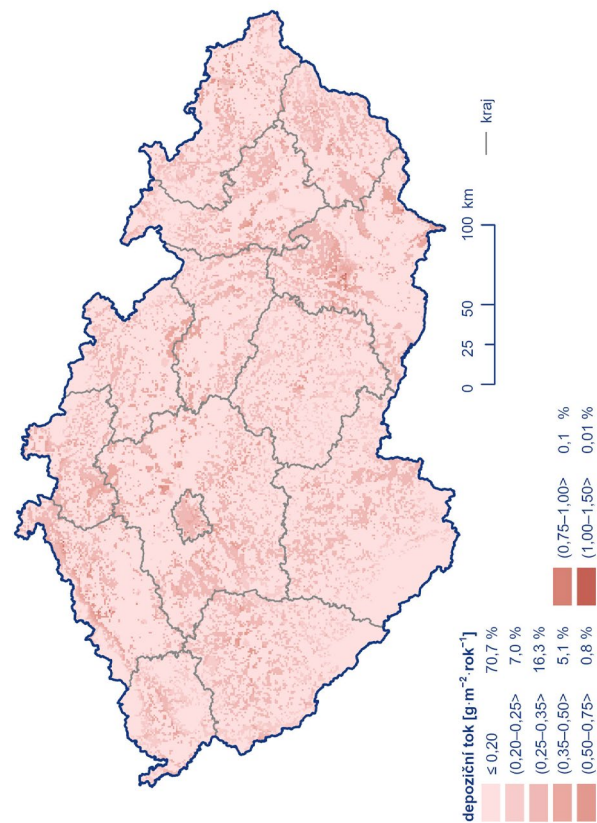 depoziční tok [g·m⁻²·rok⁻¹]
≤ 0,20 70,7 %
(0,20–0,25> 7,0 %
(0,25–0,35> 16,3 %
(0,35–0,50> 5,1 %
(0,50–0,75> 0,8 %
(0,75–1,00> 0,1 %
(1,00–1,50> 0,01 %
0 25 50 100 km
kraj